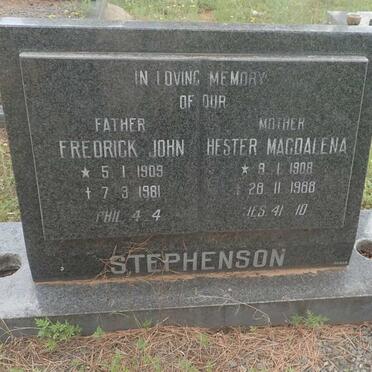 IN LOVING MEMORY
OF OUR
FATHER
FREDRICK JOHN
* 5·1·1909
† 7·3·1981
PHIL. 4:4
MOTHER
HESTER MAGDALENA
* 9·1·1908
† 28·11·1988
JES. 41:10
STEPHENSON